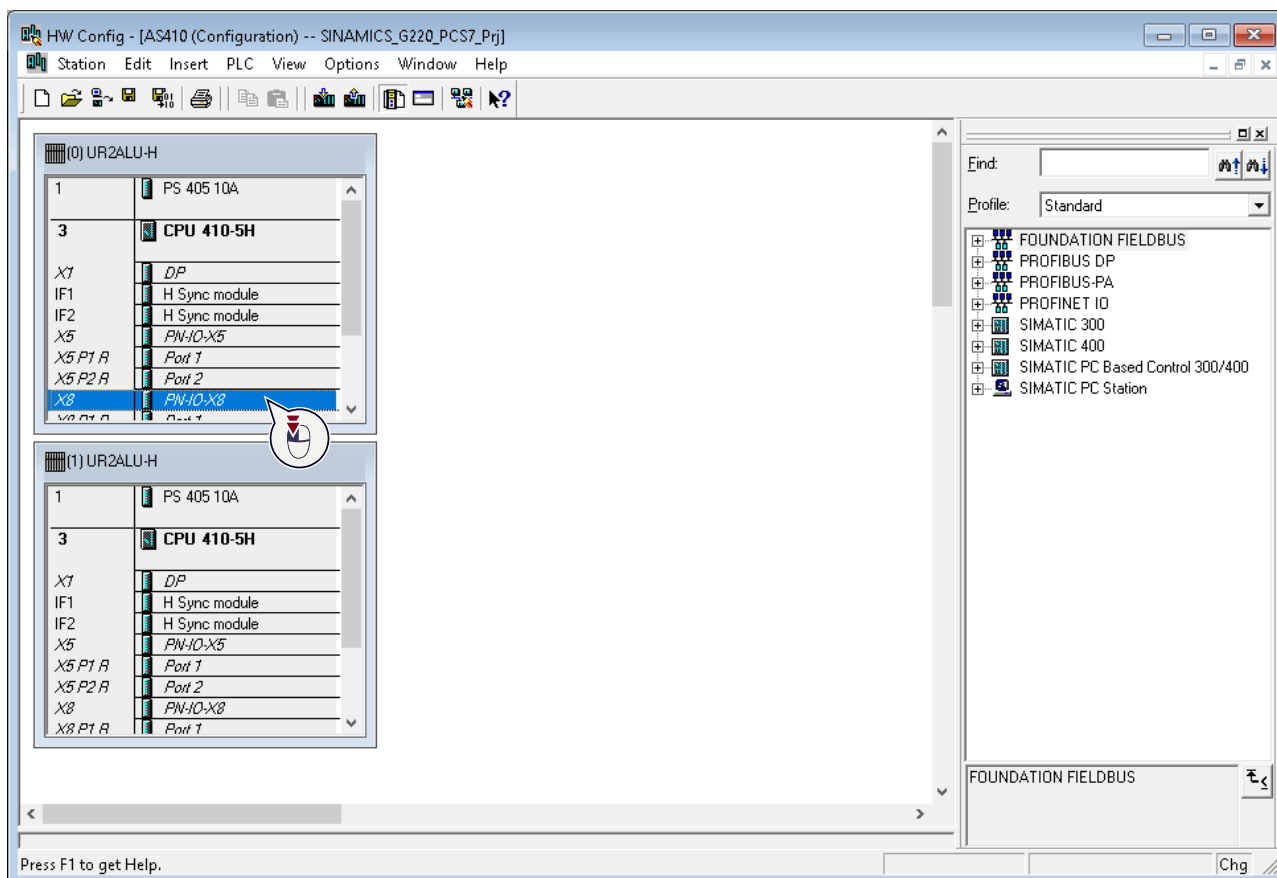 HW Config - [AS410 (Configuration) -- SINAMICS_G220_PCS7_Prj]
Station Edit Insert PLC View Options Window Help
(0) UR2ALU-H
1 PS 405 10A
3 CPU 410-5H
X1 DP
IF1 H Sync module
IF2 H Sync module
X5 PN-IO-X5
X5 P1 R Port 1
X5 P2 R Port 2
X8 PN-IO-X8
X8 P1 R Port 1
(1) UR2ALU-H
1 PS 405 10A
3 CPU 410-5H
X1 DP
IF1 H Sync module
IF2 H Sync module
X5 PN-IO-X5
X5 P1 R Port 1
X5 P2 R Port 2
X8 PN-IO-X8
X8 P1 R Port 1
Find:
Profile: Standard
FOUNDATION FIELDBUS
PROFIBUS DP
PROFIBUS-PA
PROFINET IO
SIMATIC 300
SIMATIC 400
SIMATIC PC Based Control 300/400
SIMATIC PC Station
FOUNDATION FIELDBUS
Press F1 to get Help.
Chg